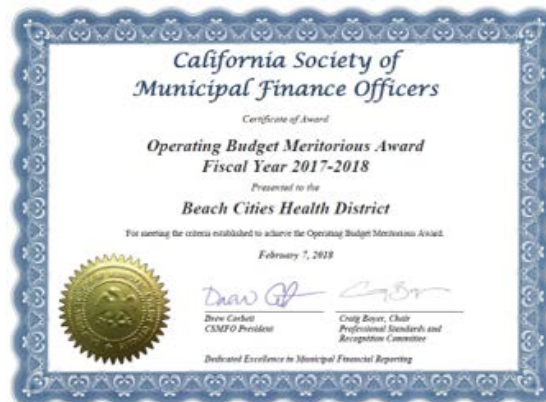 California Society of
Municipal Finance Officers
Certificate of Award
Operating Budget Meritorious Award
Fiscal Year 2017-2018
Presented to the
Beach Cities Health District
For meeting the criteria established to achieve the Operating Budget Meritorious Award.
February 7, 2018
Drew Corbett
CSMFO President
Craig Boyer, Chair
Professional Standards and
Recognition Committee
Dedicated Excellence in Municipal Financial Reporting